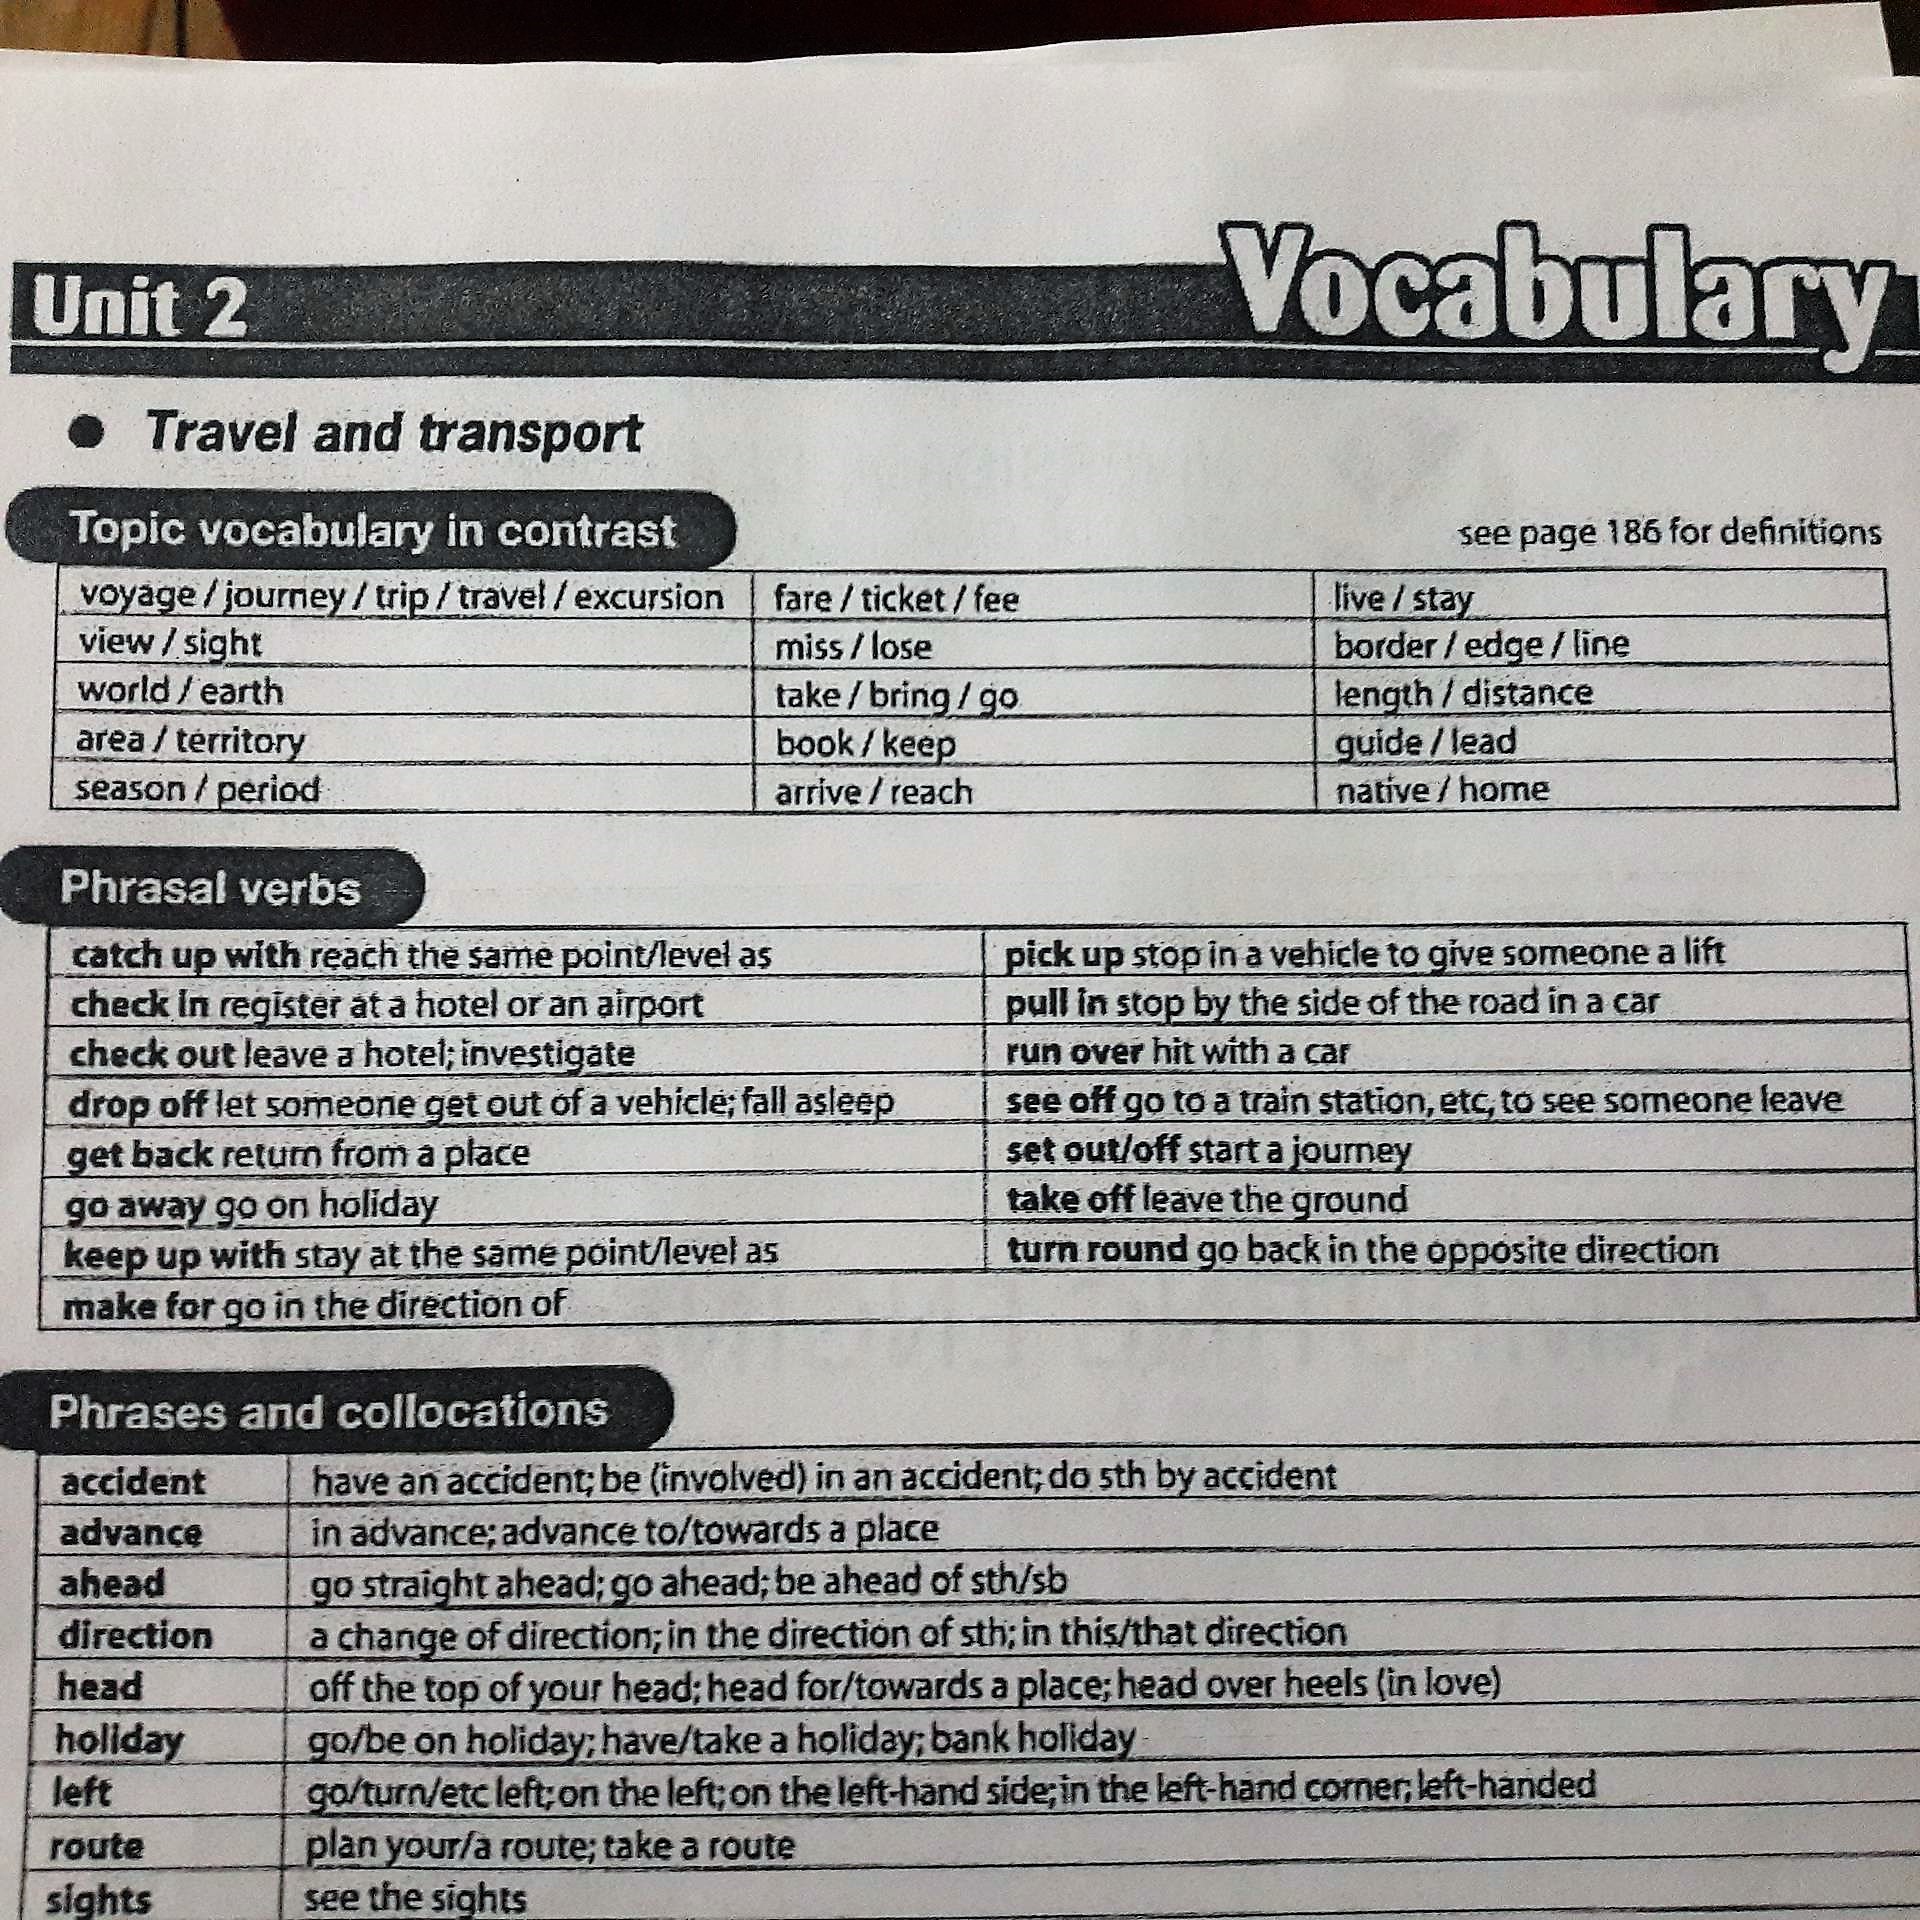 Unit 2
Vocabulary
● Travel and transport
Topic vocabulary in contrast
see page 186 for definitions
voyage / journey / trip / travel / excursion
fare / ticket / fee
live / stay
view / sight
miss / lose
border / edge / line
world / earth
take / bring / go
length / distance
area / territory
book / keep
guide / lead
season / period
arrive / reach
native / home
Phrasal verbs
catch up with reach the same point/level as
pick up stop in a vehicle to give someone a lift
check in register at a hotel or an airport
pull in stop by the side of the road in a car
check out leave a hotel; investigate
run over hit with a car
drop off let someone get out of a vehicle; fall asleep
see off go to a train station, etc, to see someone leave
get back return from a place
set out/off start a journey
go away go on holiday
take off leave the ground
keep up with stay at the same point/level as
turn round go back in the opposite direction
make for go in the direction of
Phrases and collocations
accident have an accident; be (involved) in an accident; do sth by accident
advance in advance; advance to/towards a place
ahead go straight ahead; go ahead; be ahead of sth/sb
direction a change of direction; in the direction of sth; in this/that direction
head off the top of your head; head for/towards a place; head over heels (in love)
holiday go/be on holiday; have/take a holiday; bank holiday
left go/turn/etc left; on the left; on the left-hand side; in the left-hand corner; left-handed
route plan your/a route; take a route
sights see the sights